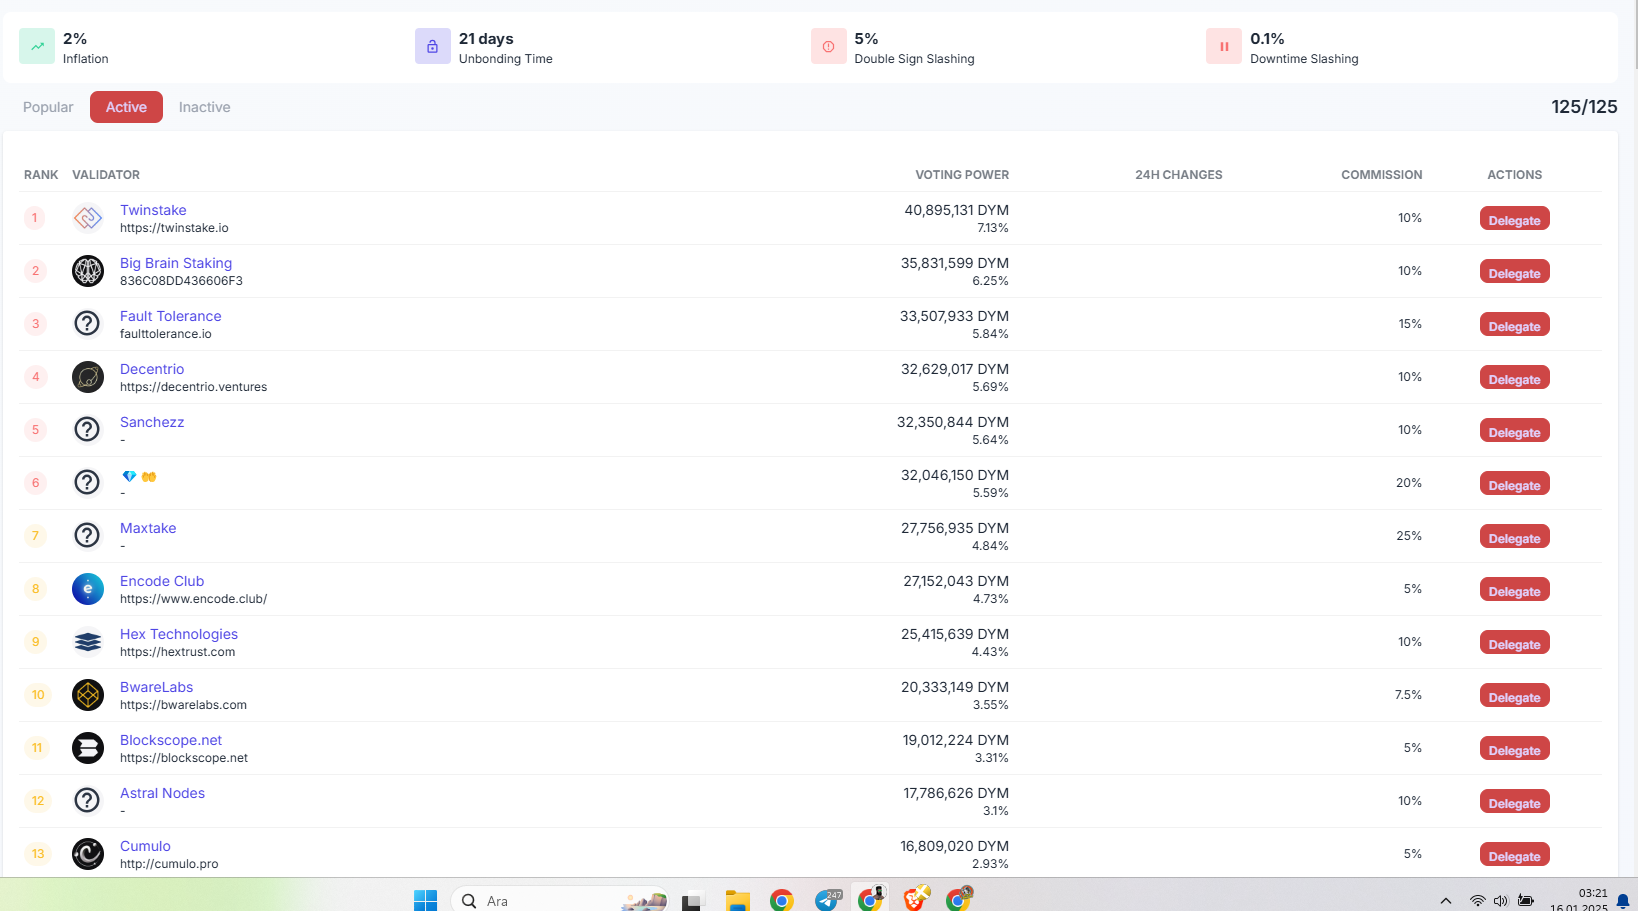 2%
Inflation
21 days
Unbonding Time
5%
Double Sign Slashing
0.1%
Downtime Slashing
Popular Active Inactive 125/125
RANK VALIDATOR VOTING POWER 24H CHANGES COMMISSION ACTIONS
1 Twinstake 40,895,131 DYM 10% Delegate
https://twinstake.io 7.13%
2 Big Brain Staking 35,831,599 DYM 10% Delegate
836C08DD436606F3 6.25%
3 Fault Tolerance 33,507,933 DYM 15% Delegate
faulttolerance.io 5.84%
4 Decentrio 32,629,017 DYM 10% Delegate
https://decentrio.ventures 5.69%
5 Sanchezz 32,350,844 DYM 10% Delegate
- 5.64%
6 💎🤲 32,046,150 DYM 20% Delegate
- 5.59%
7 Maxtake 27,756,935 DYM 25% Delegate
- 4.84%
8 Encode Club 27,152,043 DYM 5% Delegate
https://www.encode.club/ 4.73%
9 Hex Technologies 25,415,639 DYM 10% Delegate
https://hextrust.com 4.43%
10 BwareLabs 20,333,149 DYM 7.5% Delegate
https://bwarelabs.com 3.55%
11 Blockscope.net 19,012,224 DYM 5% Delegate
https://blockscope.net 3.31%
12 Astral Nodes 17,786,626 DYM 10% Delegate
- 3.1%
13 Cumulo 16,809,020 DYM 5% Delegate
http://cumulo.pro 2.93%
Ara 247 03:21
16.01.2025